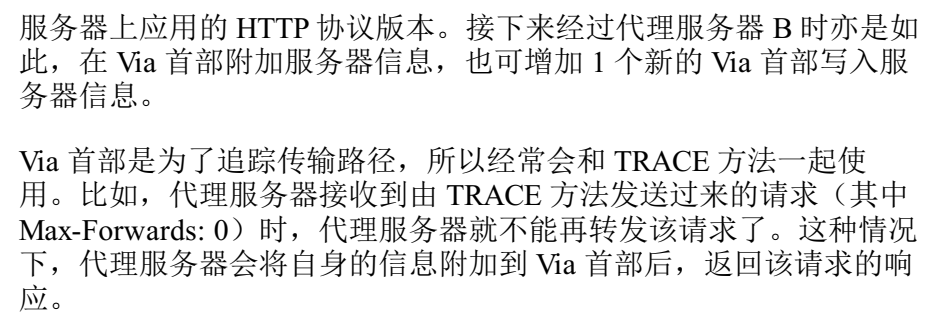 服务器上应用的 HTTP 协议版本。接下来经过代理服务器 B 时亦是如
此，在 Via 首部附加服务器信息，也可增加 1 个新的 Via 首部写入服
务器信息。
Via 首部是为了追踪传输路径，所以经常会和 TRACE 方法一起使
用。比如，代理服务器接收到由 TRACE 方法发送过来的请求（其中
Max-Forwards: 0）时，代理服务器就不能再转发该请求了。这种情况
下，代理服务器会将自身的信息附加到 Via 首部后，返回该请求的响
应。